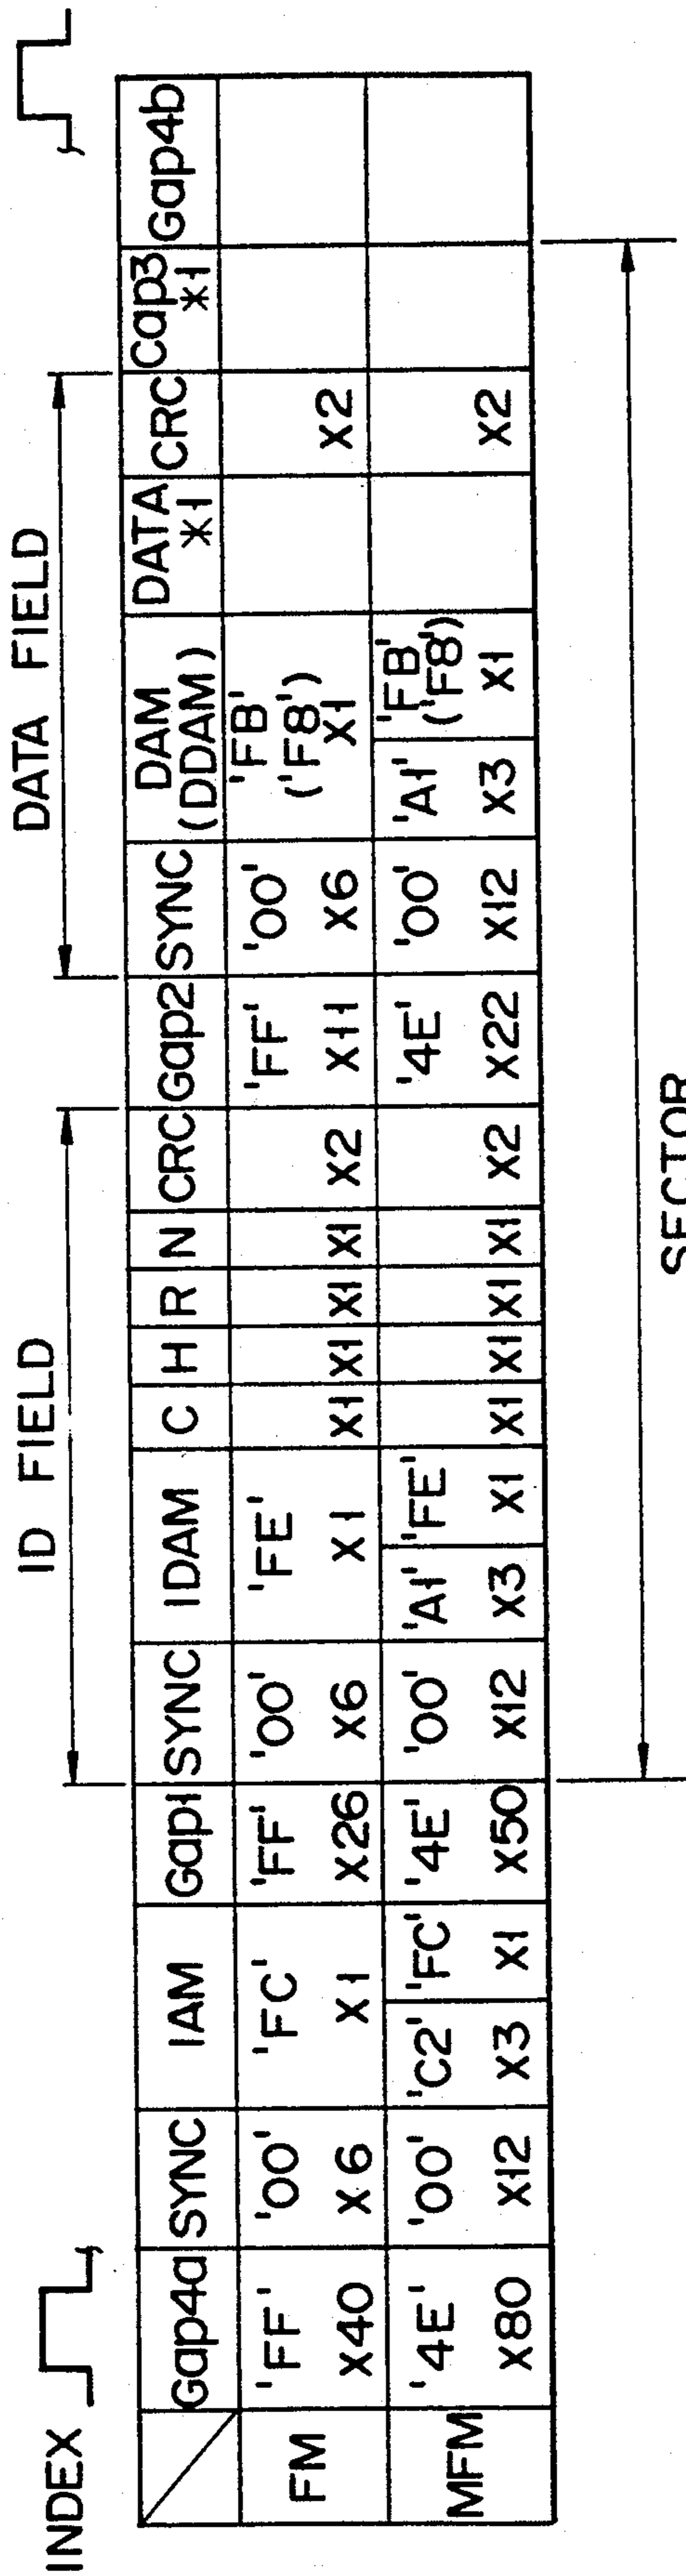 INDEX
ID FIELD
DATA FIELD
Gap4a SYNC IAM Gap1 SYNC IDAM C H R N CRC Gap2 SYNC DAM (DDAM) DATA *1 CRC Cap3 *1 Gap4b
FM 'FF' X40 '00' X6 'FC' X1 'FF' X26 '00' X6 'FE' X1 X1 X1 X1 X1 X2 'FF' X11 '00' X6 'FB' ('F8') X1 X2
MFM '4E' X80 '00' X12 'C2' X3 'FC' X1 '4E' X50 '00' X12 'A1' X3 'FE' X1 X1 X1 X1 X1 X2 '4E' X22 '00' X12 'A1' X3 'FB' ('F8') X1 X2
SECTOR